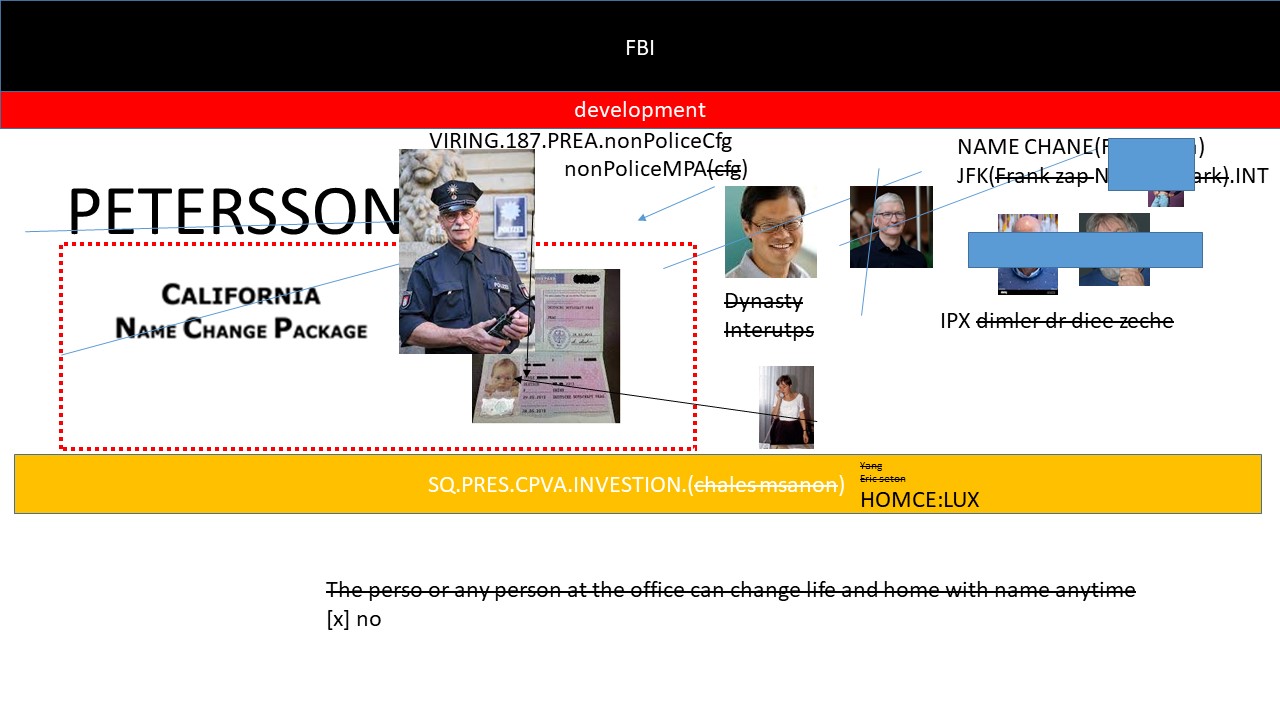 FBI
development
VIRING.187.PREA.nonPoliceCfg
nonPoliceMPA(cfg)
NAME CHANE(F )
JFK(Frank zap N ark).INT
PETERSSON
POLIZEI
CALIFORNIA
NAME CHANGE PACKAGE
Dynasty
Interutps
IPX dimler dr diee zeche
SQ.PRES.CPVA.INVESTION.(chales msanon)
Yang
Eric seton
HOMCE:LUX
The perso or any person at the office can change life and home with name anytime
[x] no